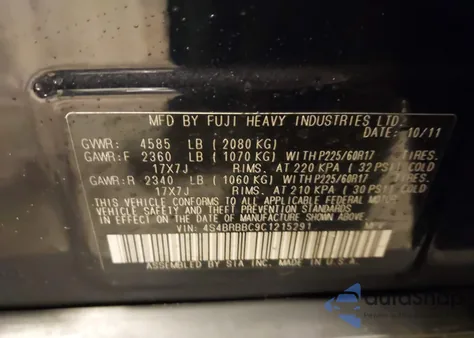 MFD BY FUJI HEAVY INDUSTRIES LTD.
DATE: 10/11
GVWR: 4585 LB (2080 KG)
GAWR:F 2360 LB (1070 KG) WITH P225/60R17 TIRES.
17X7J RIMS, AT 220 KPA (32 PSI) COLD
GAWR:R 2340 LB (1060 KG) WITH P225/60R17 TIRES.
17X7J RIMS, AT 210 KPA (30 PSI) COLD
THIS VEHICLE CONFORMS TO ALL APPLICABLE FEDERAL MOTOR
VEHICLE SAFETY AND THEFT PREVENTION STANDARDS IN EFFECT ON THE
DATE OF MANUFACTURE SHOWN ABOVE. MPV
VIN: 4S4BRBBC9C1215291
ASSEMBLED BY SIA INC. MADE IN U.S.A.
AutoShop